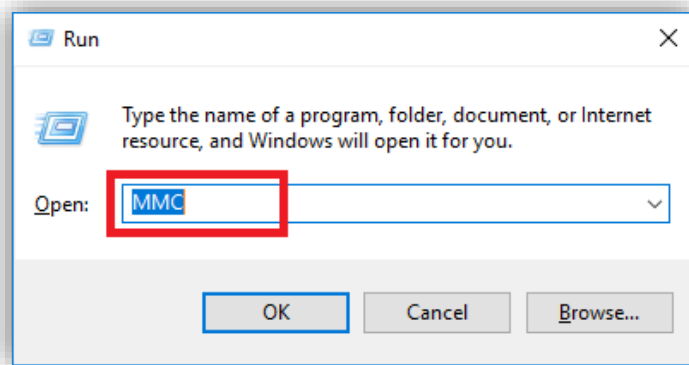 Run
Type the name of a program, folder, document, or Internet
resource, and Windows will open it for you.
Open: MMC
OK Cancel Browse...